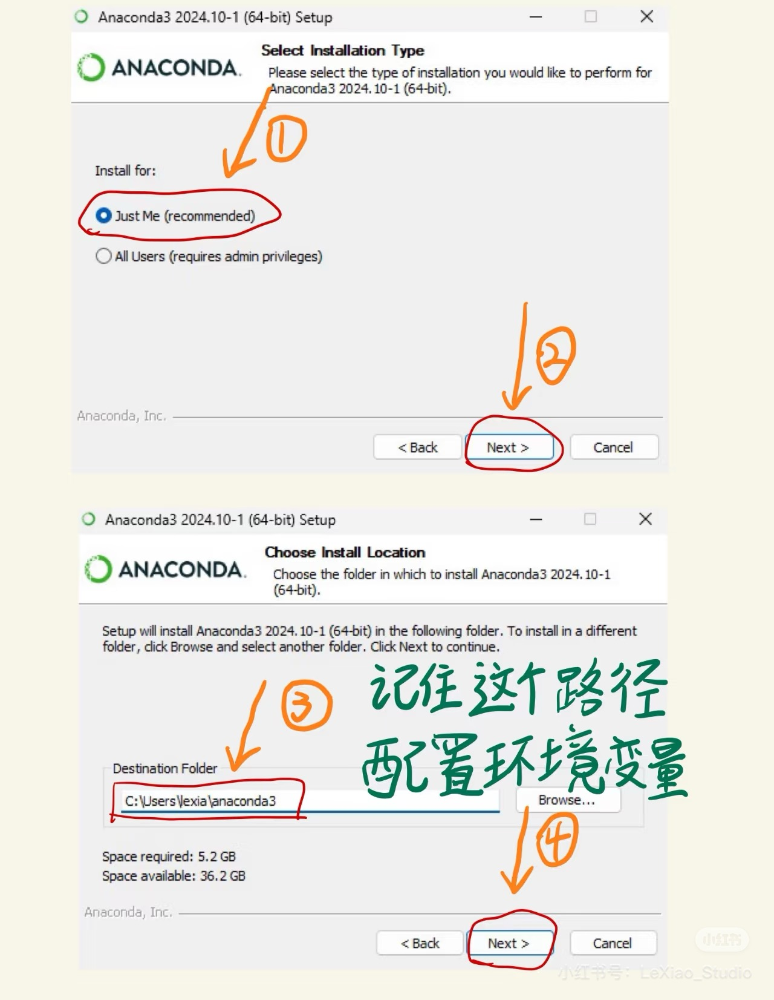 Anaconda3 2024.10-1 (64-bit) Setup
ANACONDA.
Select Installation Type
Please select the type of installation you would like to perform for
Anaconda3 2024.10-1 (64-bit).
①
Install for:
Just Me (recommended)
All Users (requires admin privileges)
②
Anaconda, Inc.
< Back
Next >
Cancel
Anaconda3 2024.10-1 (64-bit) Setup
ANACONDA.
Choose Install Location
Choose the folder in which to install Anaconda3 2024.10-1
(64-bit).
Setup will install Anaconda3 2024.10-1 (64-bit) in the following folder. To install in a different
folder, click Browse and select another folder. Click Next to continue.
③
记住这个路径
配置环境变量
Destination Folder
C:\Users\lexia\anaconda3
Browse...
④
Space required: 5.2 GB
Space available: 36.2 GB
Anaconda, Inc.
< Back
Next >
Cancel
小红书
小红书号：LeXiao_Studio